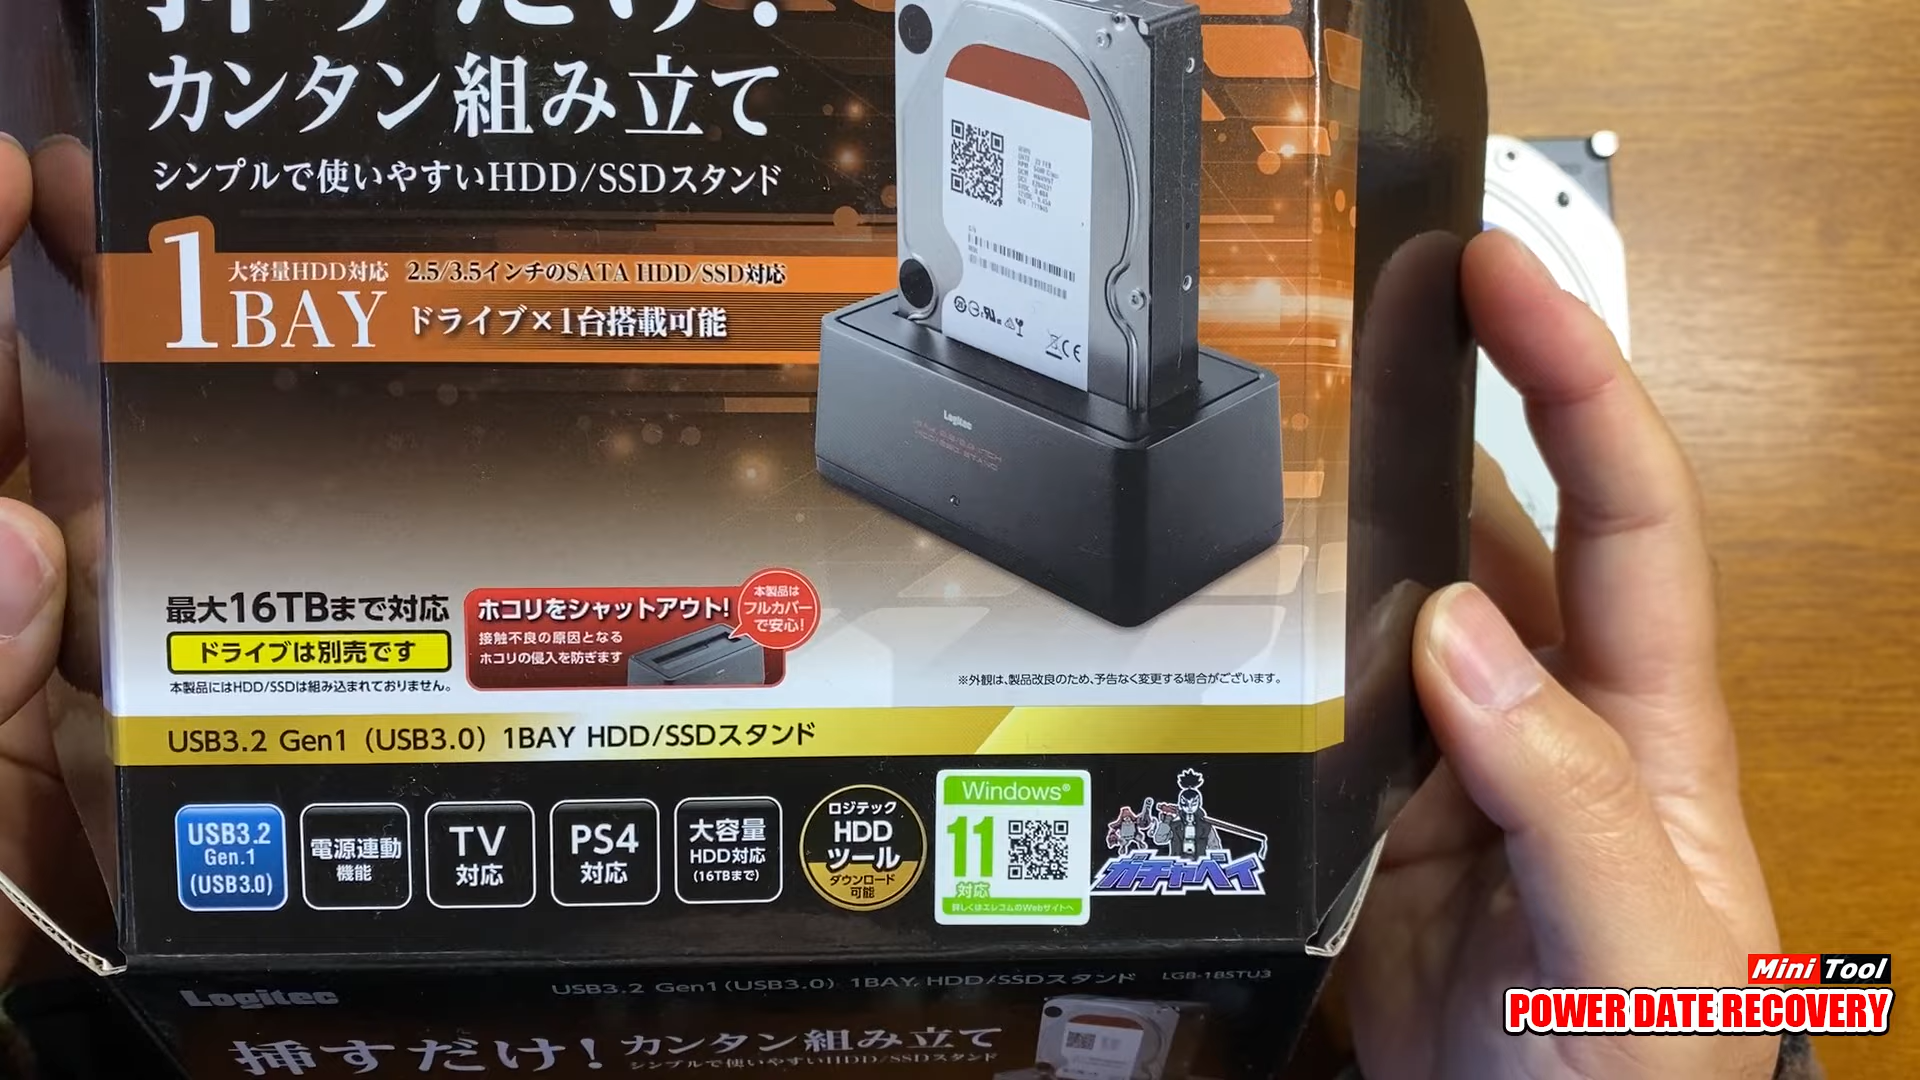 挿すだけ!
カンタン組み立て
シンプルで使いやすいHDD/SSDスタンド
1BAY
大容量HDD対応
2.5/3.5インチのSATA HDD/SSD対応
ドライブ×1台搭載可能
Logitec
最大16TBまで対応
ドライブは別売です
本製品にはHDD/SSDは組み込まれておりません。
ホコリをシャットアウト!
接触不良の原因となる
ホコリの侵入を防ぎます
本製品は
フルカバー
で安心!
※外観は、製品改良のため、予告なく変更する場合がございます。
USB3.2 Gen1 (USB3.0) 1BAY HDD/SSDスタンド
USB3.2
Gen.1
(USB3.0)
電源連動
機能
TV
対応
PS4
対応
大容量
HDD対応
(16TBまで)
ロジテック
HDD
ツール
ダウンロード
可能
Windows®
11
対応
詳しくはエレコムのWebサイトへ
ガチャベイ
Logitec
USB3.2 Gen1 (USB3.0) 1BAY HDD/SSDスタンド LGB-1BSTU3
挿すだけ! カンタン組み立て
シンプルで使いやすいHDD/SSDスタンド
Mini Tool
POWER DATE RECOVERY